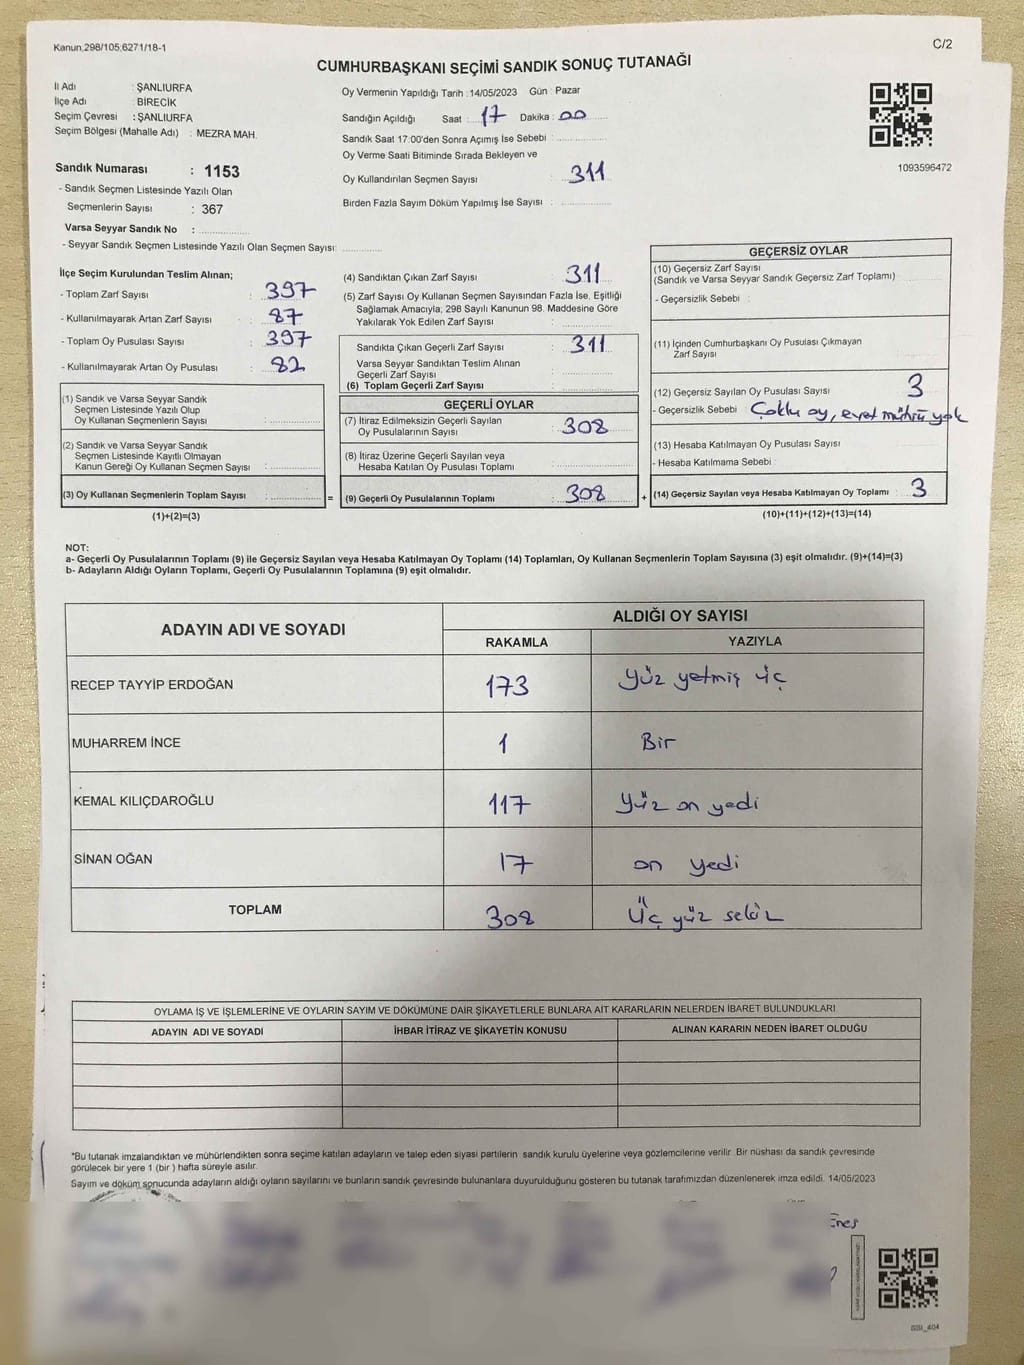 Kanun,298/105,6271/18-1
C/2
CUMHURBAŞKANI SEÇİMİ SANDIK SONUÇ TUTANAĞI
İl Adı : ŞANLIURFA
İlçe Adı : BİRECİK
Seçim Çevresi : ŞANLIURFA
Seçim Bölgesi (Mahalle Adı) : MEZRA MAH.
Sandık Numarası : 1153
- Sandık Seçmen Listesinde Yazılı Olan
Seçmenlerin Sayısı : 367
Varsa Seyyar Sandık No :
- Seyyar Sandık Seçmen Listesinde Yazılı Olan Seçmen Sayısı:
Oy Vermenin Yapıldığı Tarih :14/05/2023 Gün : Pazar
Sandığın Açıldığı Saat : 17 Dakika : 00
Sandık Saat 17:00'den Sonra Açımış İse Sebebi :
Oy Verme Saati Bitiminde Sırada Bekleyen ve
Oy Kullandırılan Seçmen Sayısı : 311
Birden Fazla Sayım Döküm Yapılmış İse Sayısı :
1093596472
İlçe Seçim Kurulundan Teslim Alınan;
- Toplam Zarf Sayısı : 397
- Kullanılmayarak Artan Zarf Sayısı : 87
- Toplam Oy Pusulası Sayısı : 397
- Kullanılmayarak Artan Oy Pusulası : 82
(1) Sandık ve Varsa Seyyar Sandık
Seçmen Listesinde Yazılı Olup
Oy Kullanan Seçmenlerin Sayısı :
(2) Sandık ve Varsa Seyyar Sandık
Seçmen Listesinde Kayıtlı Olmayan
Kanun Gereği Oy Kullanan Seçmen Sayısı :
(3) Oy Kullanan Seçmenlerin Toplam Sayısı : =
(1)+(2)=(3)
(4) Sandıktan Çıkan Zarf Sayısı : 311
(5) Zarf Sayısı Oy Kullanan Seçmen Sayısından Fazla İse, Eşitliği
Sağlamak Amacıyla; 298 Sayılı Kanunun 98. Maddesine Göre
Yakılarak Yok Edilen Zarf Sayısı :
Sandıkta Çıkan Geçerli Zarf Sayısı : 311
Varsa Seyyar Sandıktan Teslim Alınan
Geçerli Zarf Sayısı :
(6) Toplam Geçerli Zarf Sayısı :
GEÇERLİ OYLAR
(7) İtiraz Edilmeksizin Geçerli Sayılan
Oy Pusulalarının Sayısı : 308
(8) İtiraz Üzerine Geçerli Sayılan veya
Hesaba Katılan Oy Pusulası Toplamı :
(9) Geçerli Oy Pusulalarının Toplamı : 308 +
GEÇERSİZ OYLAR
(10) Geçersiz Zarf Sayısı
(Sandık ve Varsa Seyyar Sandık Geçersiz Zarf Toplamı)
- Geçersizlik Sebebi :
(11) İçinden Cumhurbaşkanı Oy Pusulası Çıkmayan
Zarf Sayısı
(12) Geçersiz Sayılan Oy Pusulası Sayısı : 3
- Geçersizlik Sebebi : Çoklu oy, evet mührü yok
(13) Hesaba Katılmayan Oy Pusulası Sayısı
- Hesaba Katılmama Sebebi :
(14) Geçersiz Sayılan veya Hesaba Katılmayan Oy Toplamı : 3
(10)+(11)+(12)+(13)=(14)
NOT:
a- Geçerli Oy Pusulalarının Toplamı (9) ile Geçersiz Sayılan veya Hesaba Katılmayan Oy Toplamı (14) Toplamları, Oy Kullanan Seçmenlerin Toplam Sayısına (3) eşit olmalıdır. (9)+(14)=(3)
b- Adayların Aldığı Oyların Toplamı, Geçerli Oy Pusulalarının Toplamına (9) eşit olmalıdır.
ADAYIN ADI VE SOYADI ALDIĞI OY SAYISI
RAKAMLA YAZIYLA
RECEP TAYYİP ERDOĞAN 173 Yüz yetmiş üç
MUHARREM İNCE 1 Bir
KEMAL KILIÇDAROĞLU 117 Yüz on yedi
SİNAN OĞAN 17 on yedi
TOPLAM 308 Üç yüz sekiz
OYLAMA İŞ VE İŞLEMLERİNE VE OYLARIN SAYIM VE DÖKÜMÜNE DAİR ŞİKAYETLERLE BUNLARA AİT KARARLARIN NELERDEN İBARET BULUNDUKLARI
ADAYIN ADI VE SOYADI İHBAR İTİRAZ VE ŞİKAYETİN KONUSU ALINAN KARARIN NEDEN İBARET OLDUĞU
*Bu tutanak imzalandıktan ve mühürlendikten sonra seçime katılan adayların ve talep eden siyasi partilerin sandık kurulu üyelerine veya gözlemcilerine verilir. Bir nüshası da sandık çevresinde
görülecek bir yere 1 (bir ) hafta süreyle asılır.
Sayım ve döküm sonucunda adayların aldığı oyların sayılarını ve bunların sandık çevresinde bulunanlara duyurulduğunu gösteren bu tutanak tarafımızdan düzenlenerek imza edildi. 14/05/2023
Enes